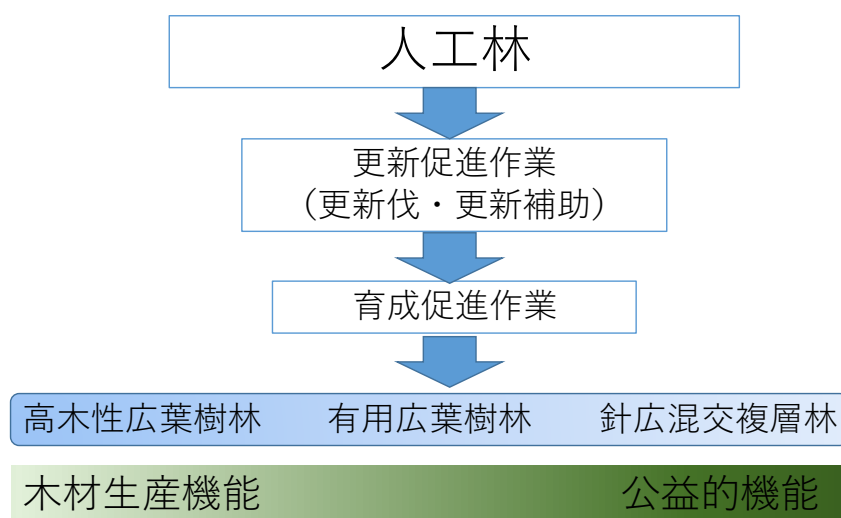 人工林
更新促進作業
（更新伐・更新補助）
育成促進作業
高木性広葉樹林 有用広葉樹林 針広混交複層林
木材生産機能 公益的機能